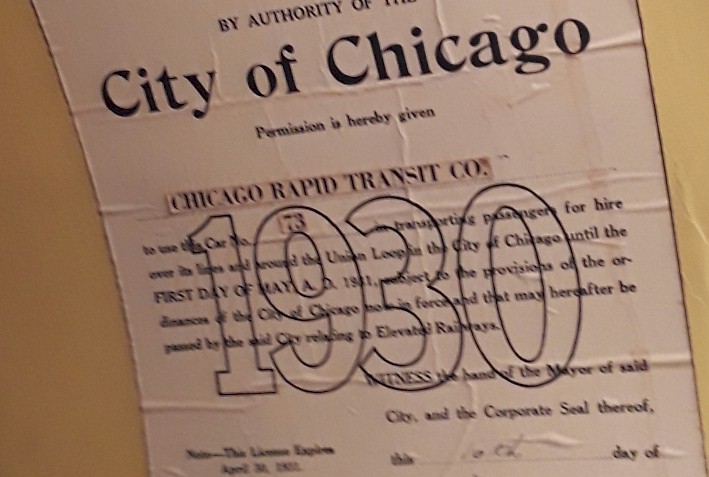 BY AUTHORITY OF THE
City of Chicago
Permission is hereby given
CHICAGO RAPID TRANSIT CO.
to use this Car No. 73 in transporting passengers for hire
over its lines and around the Union Loop in the City of Chicago until the
FIRST DAY OF MAY, A. D. 1931, subject to the provisions of the or-
dinances of the City of Chicago now in force and that may hereafter be
passed by the said City relating to Elevated Railways.
1930
WITNESS the hand of the Mayor of said
City, and the Corporate Seal thereof,
Note—This License Expires
April 30, 1931.
this day of